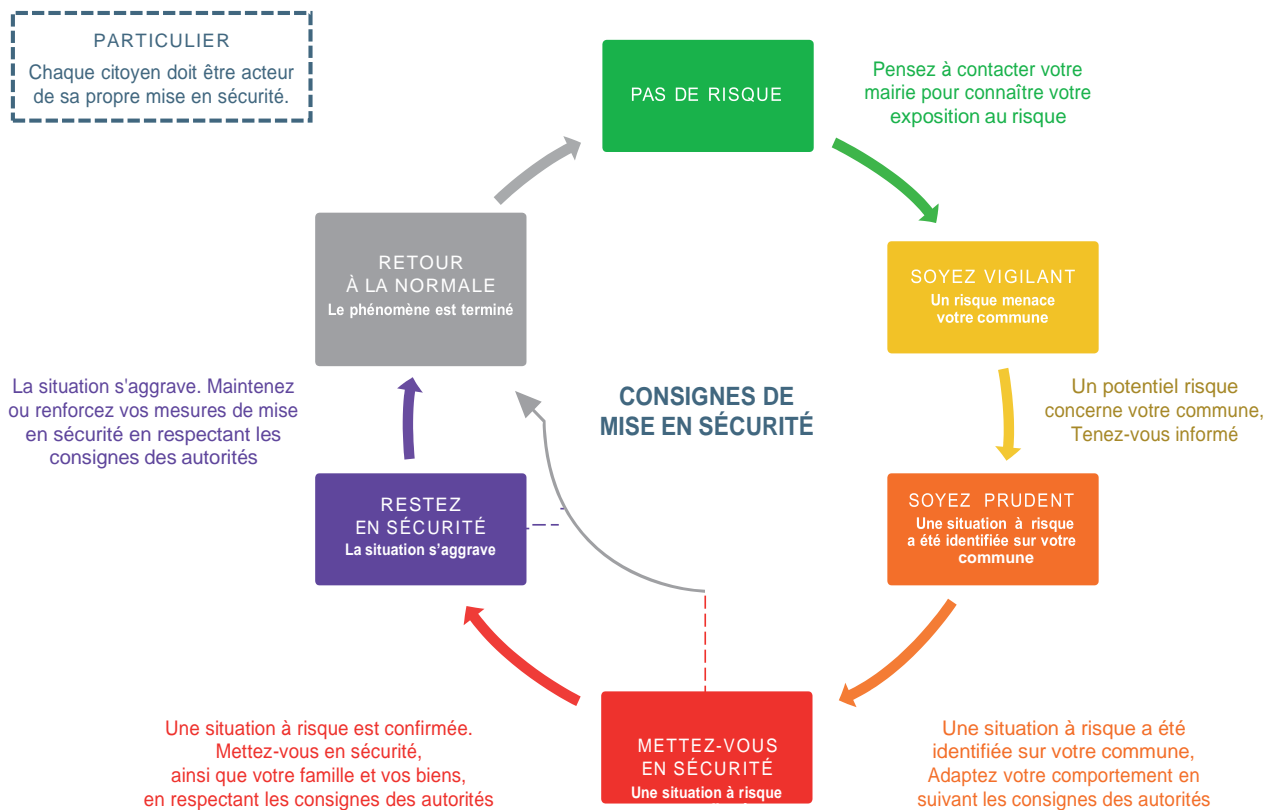 PARTICULIER
Chaque citoyen doit être acteur
de sa propre mise en sécurité.
PAS DE RISQUE
Pensez à contacter votre
mairie pour connaître votre
exposition au risque
SOYEZ VIGILANT
Un risque menace
votre commune
Un potentiel risque
concerne votre commune,
Tenez-vous informé
SOYEZ PRUDENT
Une situation à risque
a été identifiée sur votre
commune
Une situation à risque a été
identifiée sur votre commune,
Adaptez votre comportement en
suivant les consignes des autorités
METTEZ-VOUS
EN SÉCURITÉ
Une situation à risque
Une situation à risque est confirmée.
Mettez-vous en sécurité,
ainsi que votre famille et vos biens,
en respectant les consignes des autorités
RESTEZ
EN SÉCURITÉ
La situation s'aggrave
La situation s'aggrave. Maintenez
ou renforcez vos mesures de mise
en sécurité en respectant les
consignes des autorités
RETOUR
À LA NORMALE
Le phénomène est terminé
CONSIGNES DE
MISE EN SÉCURITÉ